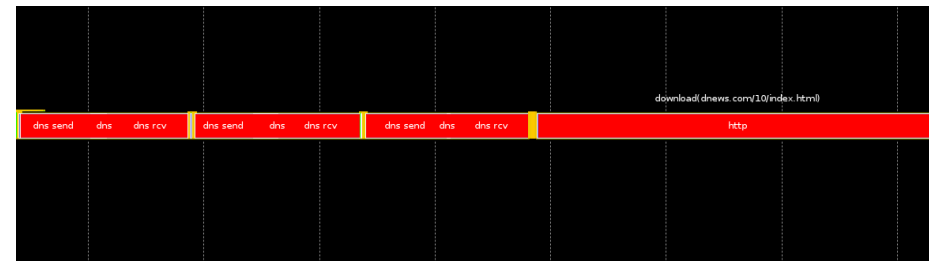 download(dnews.com/10/index.html)
dns send dns dns rcv dns send dns dns rcv dns send dns dns rcv http